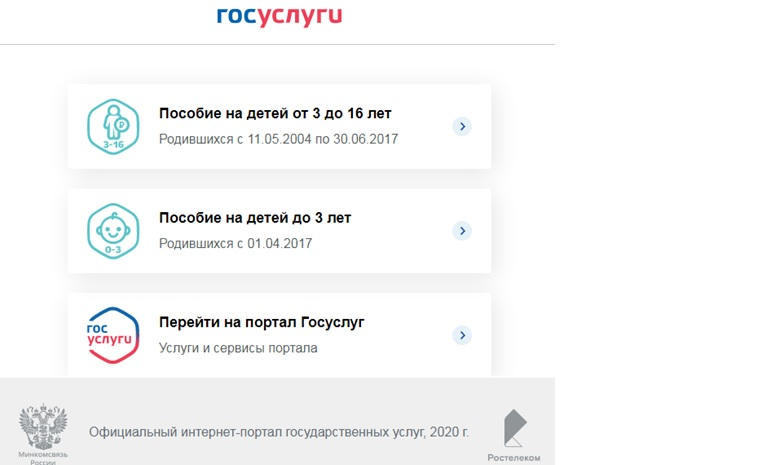 госуслуги
Пособие на детей от 3 до 16 лет
Родившихся с 11.05.2004 по 30.06.2017
3-16
Пособие на детей до 3 лет
Родившихся с 01.04.2017
0-3
гос
услуги
Перейти на портал Госуслуг
Услуги и сервисы портала
Официальный интернет-портал государственных услуг, 2020 г.
Минкомсвязь
России
Ростелеком